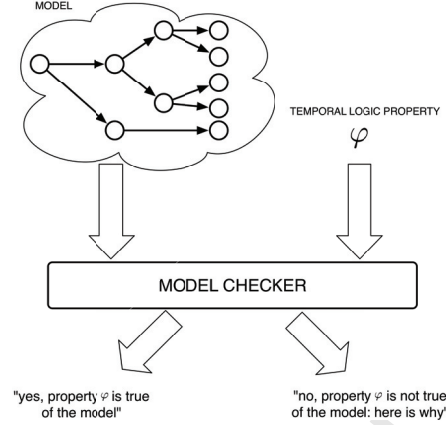 MODEL
TEMPORAL LOGIC PROPERTY
φ
MODEL CHECKER
"yes, property φ is true
of the model"
"no, property φ is not true
of the model: here is why"